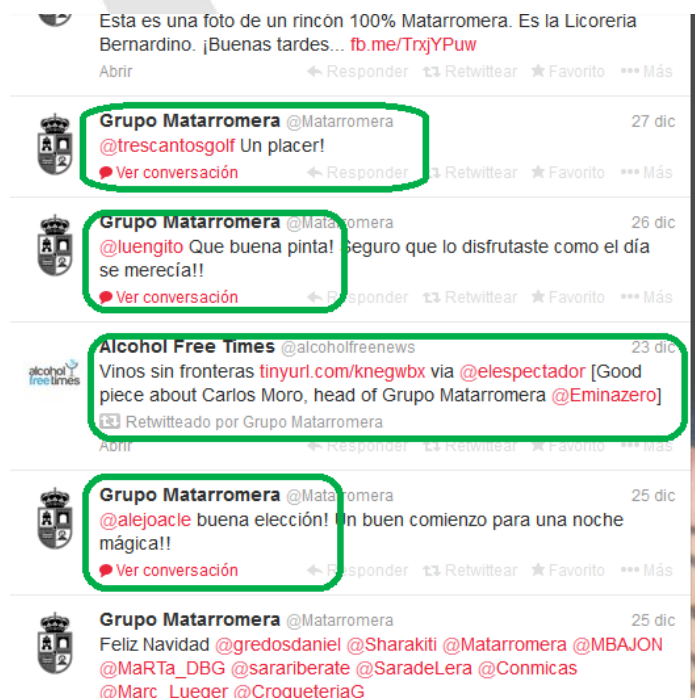 Esta es una foto de un rincón 100% Matarromera. Es la Licoreria
Bernardino. ¡Buenas tardes... fb.me/TrxjYPuw
Abrir Responder Retwittear Favorito Más
Grupo Matarromera @Matarromera 27 dic
@trescantosgolf Un placer!
Ver conversación Responder Retwittear Favorito Más
Grupo Matarromera @Matarromera 26 dic
@luengito Que buena pinta! Seguro que lo disfrutaste como el día
se merecía!!
Ver conversación Responder Retwittear Favorito Más
alcohol
freetimes
Alcohol Free Times @alcoholfreenews 23 dic
Vinos sin fronteras tinyurl.com/knegwbx via @elespectador [Good
piece about Carlos Moro, head of Grupo Matarromera @Eminazero]
Retwitteado por Grupo Matarromera
Abrir Responder Retwittear Favorito Más
Grupo Matarromera @Matarromera 25 dic
@alejoacle buena elección! Un buen comienzo para una noche
mágica!!
Ver conversación Responder Retwittear Favorito Más
Grupo Matarromera @Matarromera 25 dic
Feliz Navidad @gredosdaniel @Sharakiti @Matarromera @MBAJON
@MaRTa_DBG @sarariberate @SaradeLera @Conmicas
@Marc_Lueger @CroqueteriaG